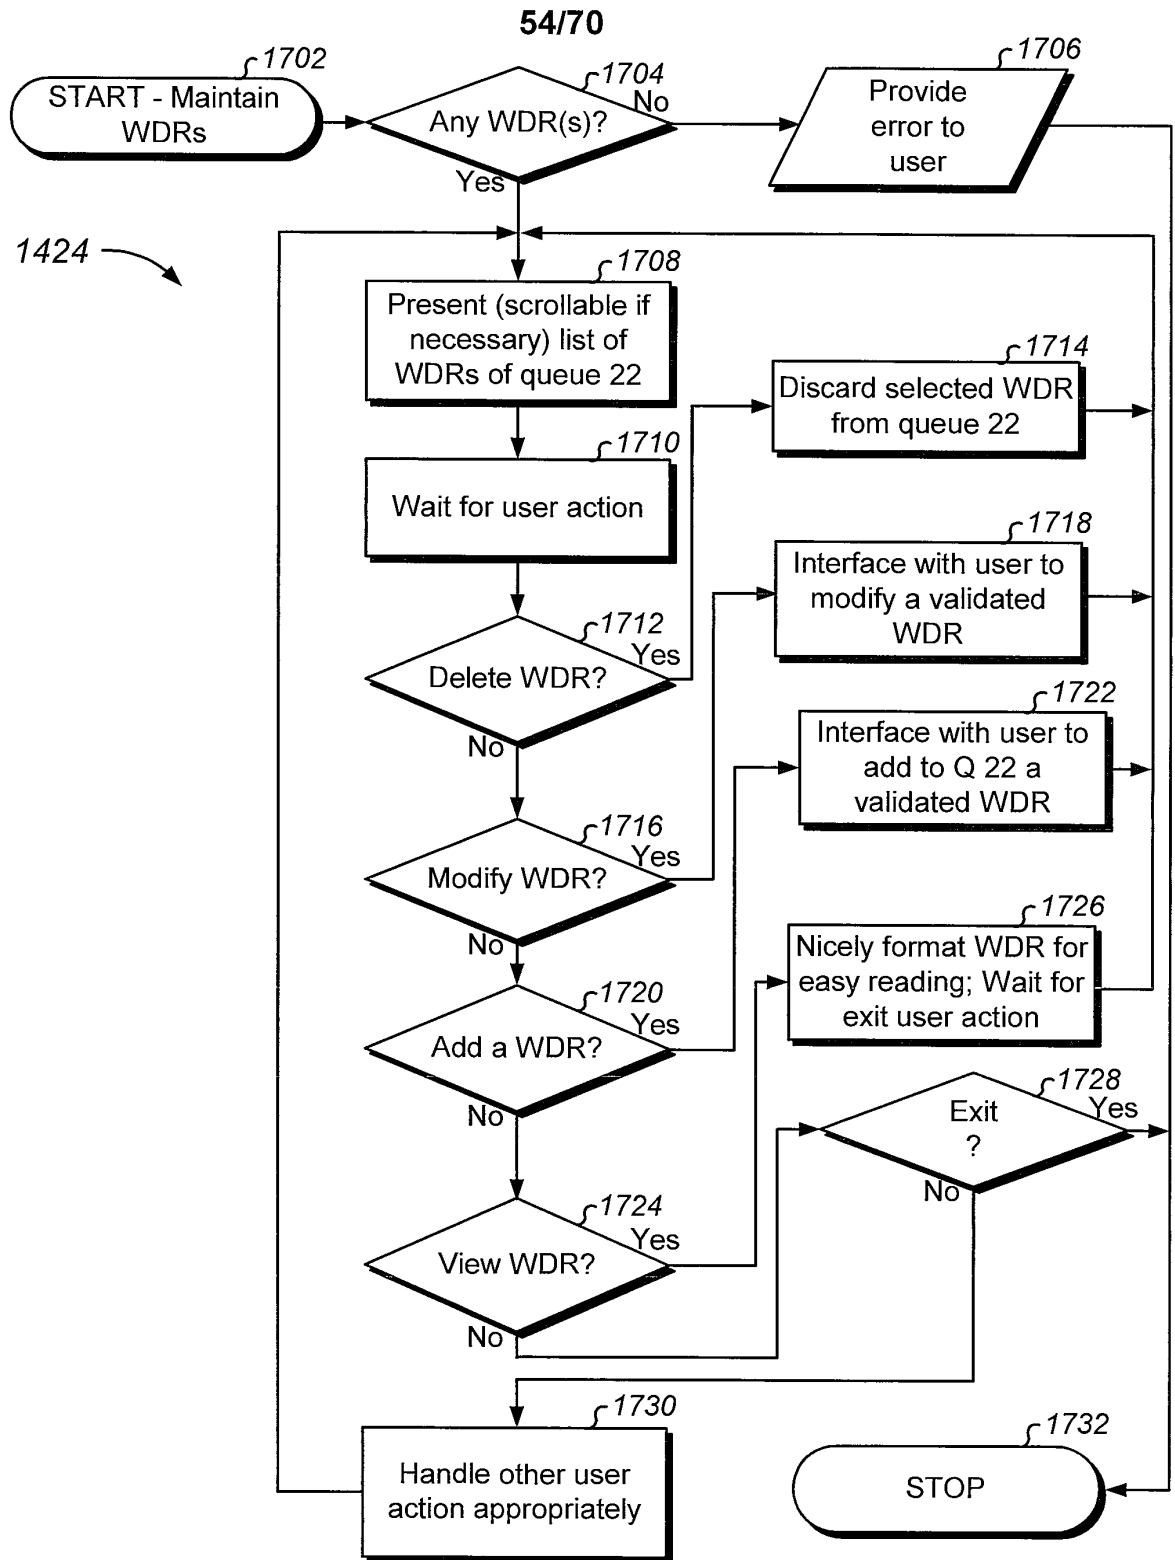 54/70
1702
START - Maintain
WDRs
1704
Any WDR(s)?
No
Yes
1706
Provide
error to
user
1424
1708
Present (scrollable if
necessary) list of
WDRs of queue 22
1710
Wait for user action
1712
Delete WDR?
Yes
No
1714
Discard selected WDR
from queue 22
1716
Modify WDR?
Yes
No
1718
Interface with user to
modify a validated
WDR
1720
Add a WDR?
Yes
No
1722
Interface with user to
add to Q 22 a
validated WDR
1724
View WDR?
Yes
No
1726
Nicely format WDR for
easy reading; Wait for
exit user action
1728
Exit
?
Yes
No
1730
Handle other user
action appropriately
1732
STOP